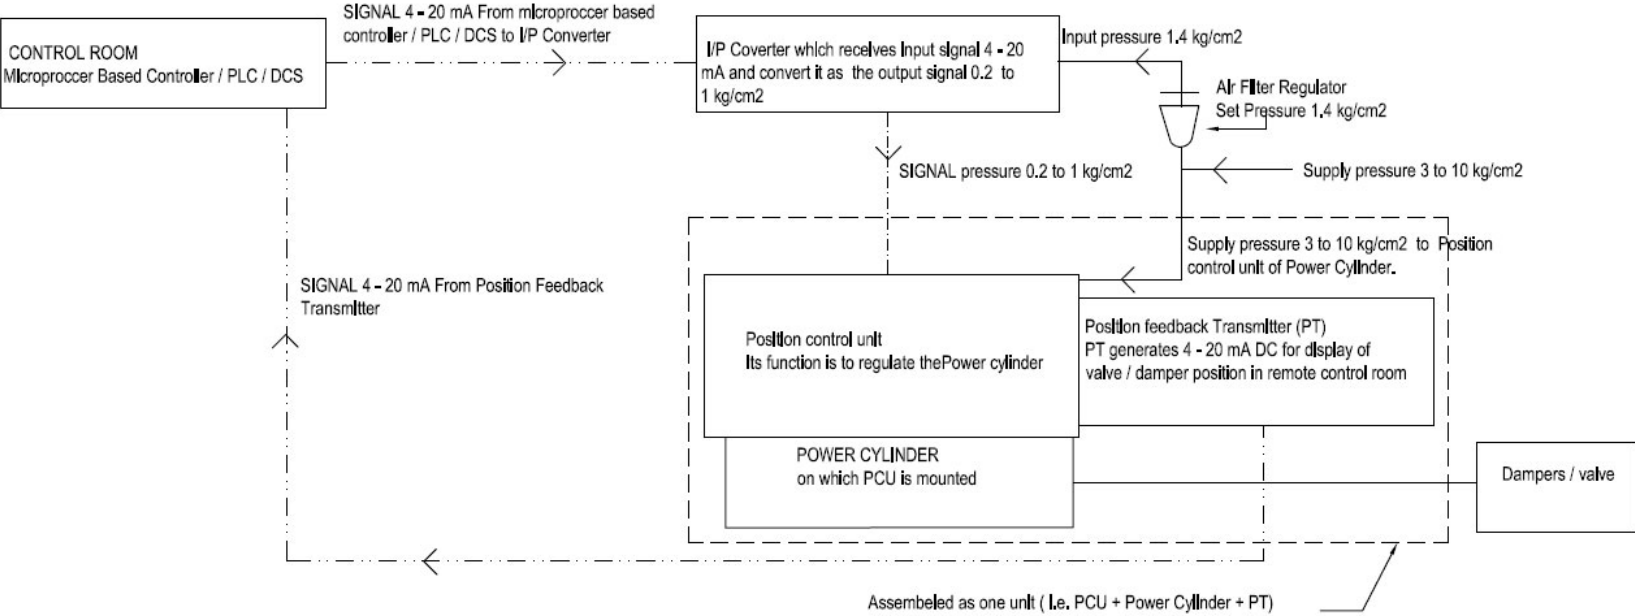 SIGNAL 4 - 20 mA From microproccer based
controller / PLC / DCS to I/P Converter
CONTROL ROOM
Microproccer Based Controller / PLC / DCS
I/P Coverter which receives input signal 4 - 20
mA and convert it as the output signal 0.2 to
1 kg/cm2
Input pressure 1.4 kg/cm2
Air Filter Regulator
Set Pressure 1.4 kg/cm2
SIGNAL pressure 0.2 to 1 kg/cm2
Supply pressure 3 to 10 kg/cm2
Supply pressure 3 to 10 kg/cm2 to Position
control unit of Power Cylinder.
SIGNAL 4 - 20 mA From Position Feedback
Transmitter
Position control unit
Its function is to regulate thePower cylinder
Position feedback Transmitter (PT)
PT generates 4 - 20 mA DC for display of
valve / damper position in remote control room
POWER CYLINDER
on which PCU is mounted
Dampers / valve
Assembeled as one unit ( i.e. PCU + Power Cylinder + PT)